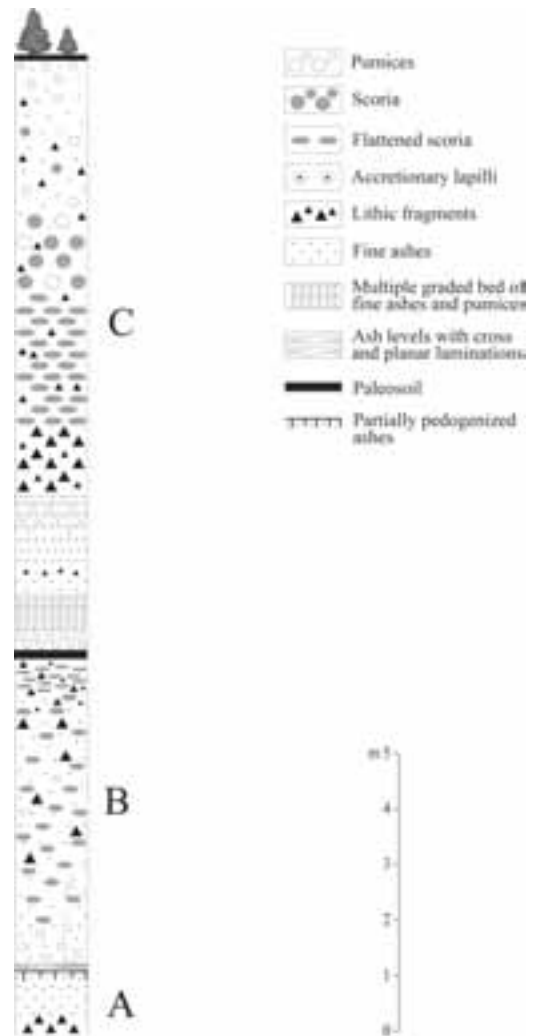 Pumices
Scoria
Flattened scoria
Accretionary lapilli
Lithic fragments
Fine ashes
Multiple graded bed of
fine ashes and pumices
Ash levels with cross
and planar laminations
Paleosoil
Partially pedogenized
ashes
C
B
A
m 5
4
3
2
1
0